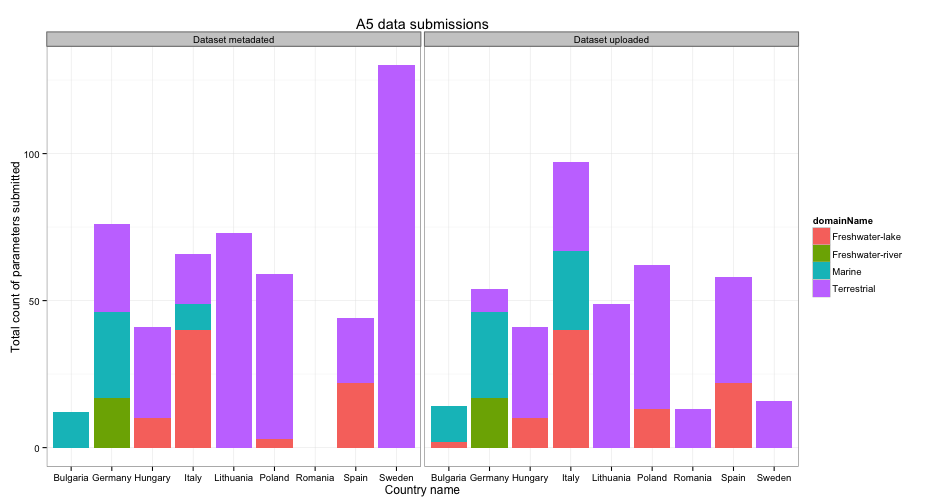 A5 data submissions
Dataset metadated
Dataset uploaded
Total count of parameters submitted
100
50
0
Bulgaria Germany Hungary Italy Lithuania Poland Romania Spain Sweden
Bulgaria Germany Hungary Italy Lithuania Poland Romania Spain Sweden
Country name
domainName
Freshwater-lake
Freshwater-river
Marine
Terrestrial